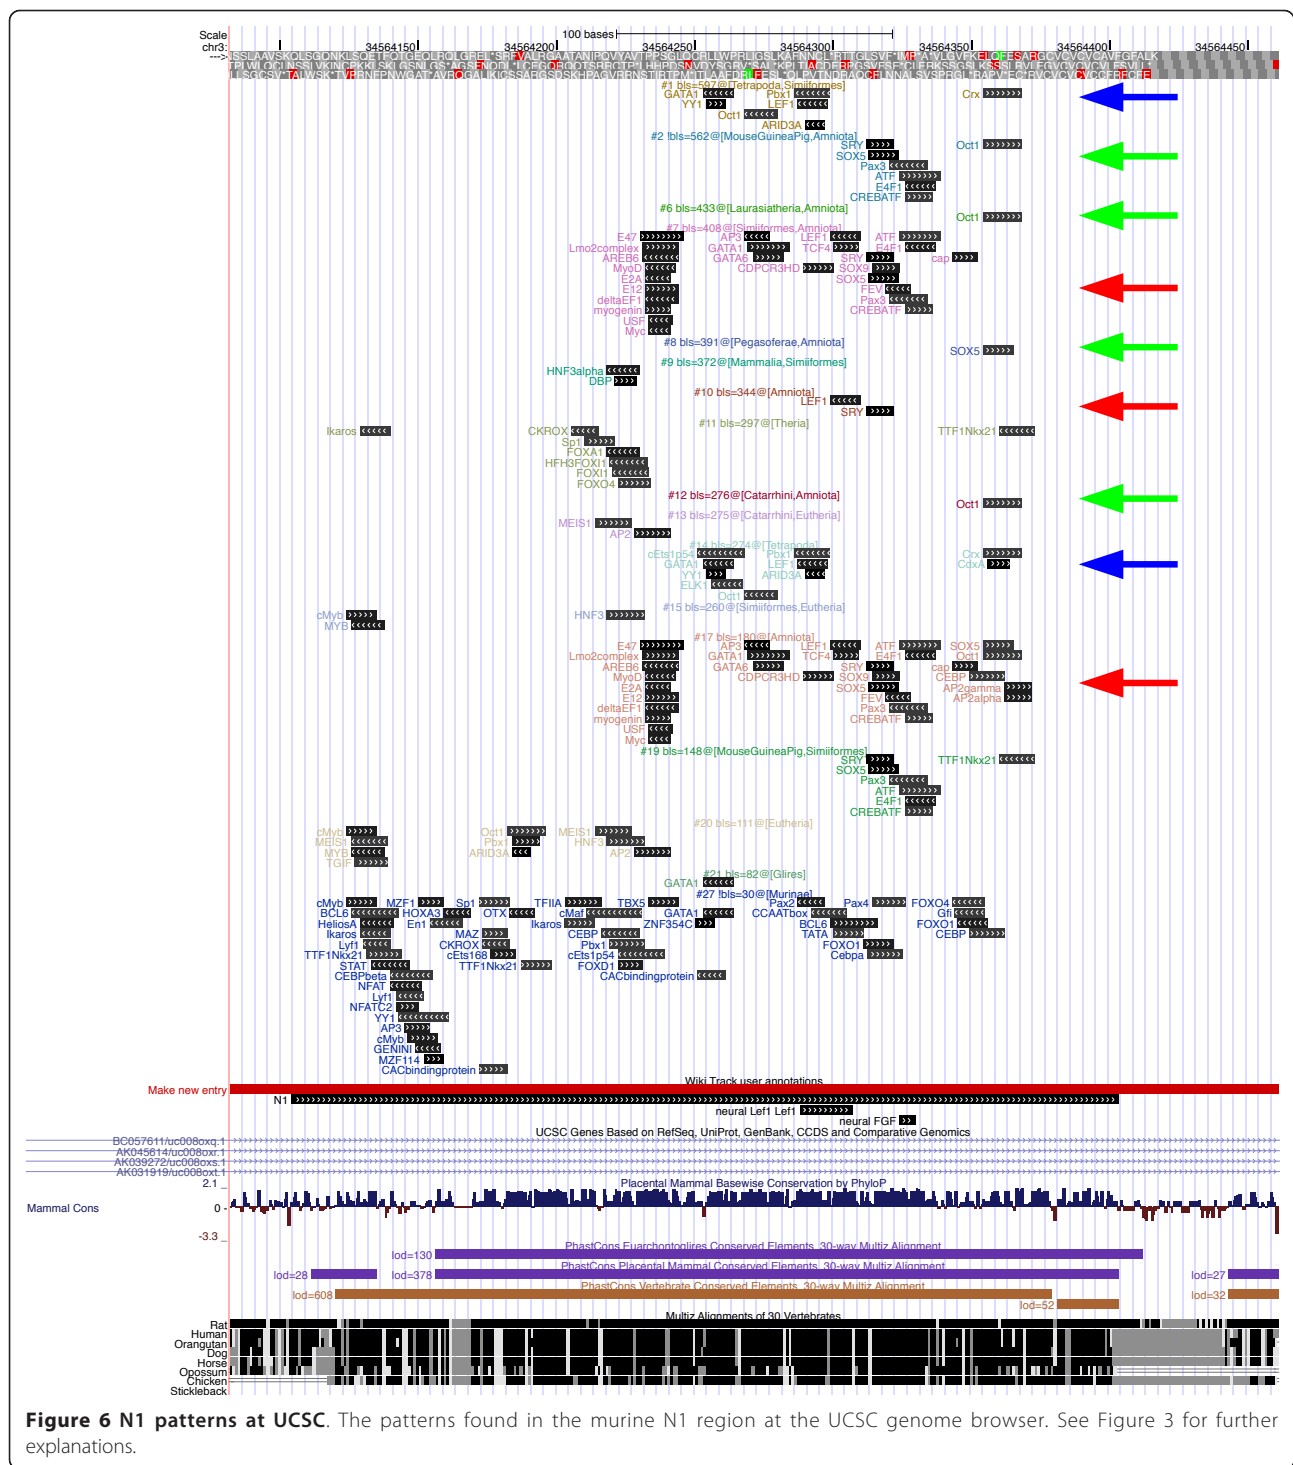 Scale
100 bases
chr3:
34564150
34564200
34564250
34564300
34564350
34564400
34564450
--->
#1 bls=597@[Tetrapoda,Simiiformes]
GATA1 Pbx1 Crx
YY1 LEF1
Oct1
ARID3A
#2 !bls=562@[MouseGuineaPig,Amniota]
SRY Oct1
SOX5
Pax3
ATF
E4F1
CREBATF
#6 bls=433@[Laurasiatheria,Amniota]
Oct1
#7 bls=408@[Simiiformes,Amniota]
E47 AP3 LEF1 ATF
Lmo2complex GATA1 TCF4 E4F1
AREB6 GATA6 SRY cap
MyoD CDPCR3HD SOX9
E2A SOX5
E12 FEV
deltaEF1 Pax3
myogenin CREBATF
USF
Myc
#8 bls=391@[Pegasoferae,Amniota]
SOX5
#9 bls=372@[Mammalia,Simiiformes]
HNF3alpha
DBP
#10 bls=344@[Amniota]
LEF1
SRY
#11 bls=297@[Theria]
Ikaros CKROX TTF1Nkx21
Sp1
FOXA1
HFH3FOXI1
FOXI1
FOXO4
#12 bls=276@[Catarrhini,Amniota]
Oct1
#13 bls=275@[Catarrhini,Eutheria]
MEIS1
AP2
#14 bls=274@[Tetrapoda]
cEts1p54 Pbx1 Crx
GATA1 LEF1 CdxA
YY1 ARID3A
ELK1
Oct1
#15 bls=260@[Simiiformes,Eutheria]
cMyb HNF3
MYB
#17 bls=180@[Amniota]
E47 AP3 LEF1 ATF SOX5
Lmo2complex GATA1 TCF4 E4F1 Oct1
AREB6 GATA6 SRY cap
MyoD CDPCR3HD SOX9 CEBP
E2A SOX5 AP2gamma
E12 FEV AP2alpha
deltaEF1 Pax3
myogenin CREBATF
USF
Myc
#19 bls=148@[MouseGuineaPig,Simiiformes]
SRY TTF1Nkx21
SOX5
Pax3
ATF
E4F1
CREBATF
#20 bls=111@[Eutheria]
cMyb Oct1 MEIS1
MEIS1 Pbx1 HNF3
MYB ARID3A AP2
TGIF
#21 bls=82@[Glires]
GATA1
#27 !bls=30@[Murinae]
cMyb MZF1 Sp1 TFIIA TBX5 Pax2 Pax4 FOXO4
BCL6 HOXA3 OTX cMaf GATA1 CCAATbox Gfi
HeliosA En1 Ikaros ZNF354C BCL6 FOXO1
Ikaros MAZ CEBP TATA CEBP
Lyf1 CKROX Pbx1 FOXO1
TTF1Nkx21 cEts168 cEts1p54 Cebpa
STAT TTF1Nkx21 FOXD1
CEBPbeta CACbindingprotein
NFAT
Lyf1
NFATC2
YY1
AP3
cMyb
GENINI
MZF114
CACbindingprotein
Wiki Track user annotations
Make new entry
N1
neural Lef1 Lef1
neural FGF
UCSC Genes Based on RefSeq, UniProt, GenBank, CCDS and Comparative Genomics
BC057611/uc008oxq.1
AK045614/uc008oxr.1
AK039272/uc008oxs.1
AK031919/uc008oxt.1
2.1 _
Placental Mammal Basewise Conservation by PhyloP
Mammal Cons
0 -
-3.3 _
PhastCons Euarchontoglires Conserved Elements, 30-way Multiz Alignment
lod=130
PhastCons Placental Mammal Conserved Elements, 30-way Multiz Alignment
lod=28 lod=378 lod=27
PhastCons Vertebrate Conserved Elements, 30-way Multiz Alignment
lod=608 lod=32
lod=52
Multiz Alignments of 30 Vertebrates
Rat
Human
Orangutan
Dog
Horse
Opossum
Chicken
Stickleback
Figure 6 N1 patterns at UCSC. The patterns found in the murine N1 region at the UCSC genome browser. See Figure 3 for further
explanations.